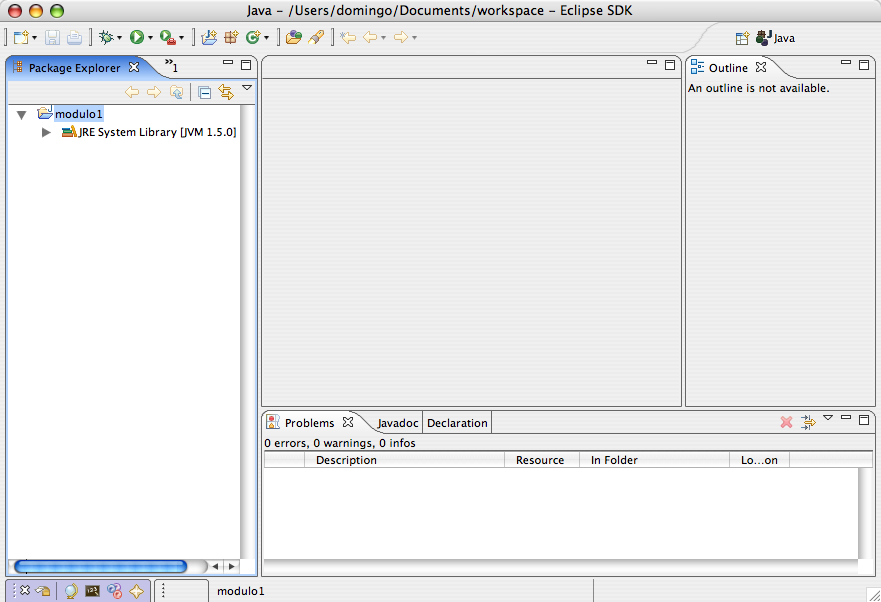 Java – /Users/domingo/Documents/workspace – Eclipse SDK
Java
Package Explorer
»1
Outline
An outline is not available.
modulo1
JRE System Library [JVM 1.5.0]
Problems
Javadoc
Declaration
0 errors, 0 warnings, 0 infos
Description
Resource
In Folder
Lo...on
modulo1